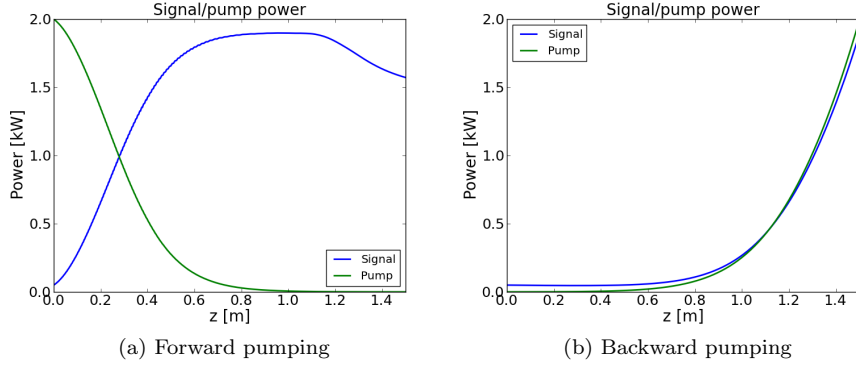 Signal/pump power
2.0
1.5
1.0
0.5
0.0
Power [kW]
Signal
Pump
0.0 0.2 0.4 0.6 0.8 1.0 1.2 1.4
z [m]
(a) Forward pumping
Signal/pump power
2.0
1.5
1.0
0.5
0.0
Power [kW]
Signal
Pump
0.0 0.2 0.4 0.6 0.8 1.0 1.2 1.4
z [m]
(b) Backward pumping